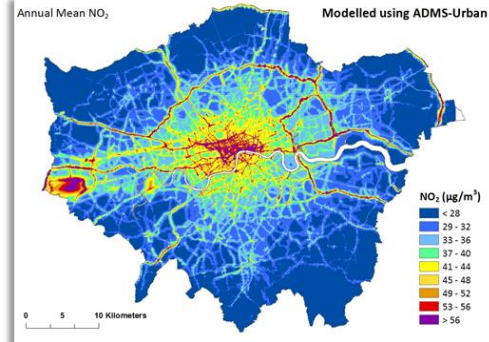 Annual Mean NO₂
Modelled using ADMS-Urban
NO₂ (µg/m³)
< 28
29 - 32
33 - 36
37 - 40
41 - 44
45 - 48
49 - 52
53 - 56
> 56
0 5 10 Kilometers